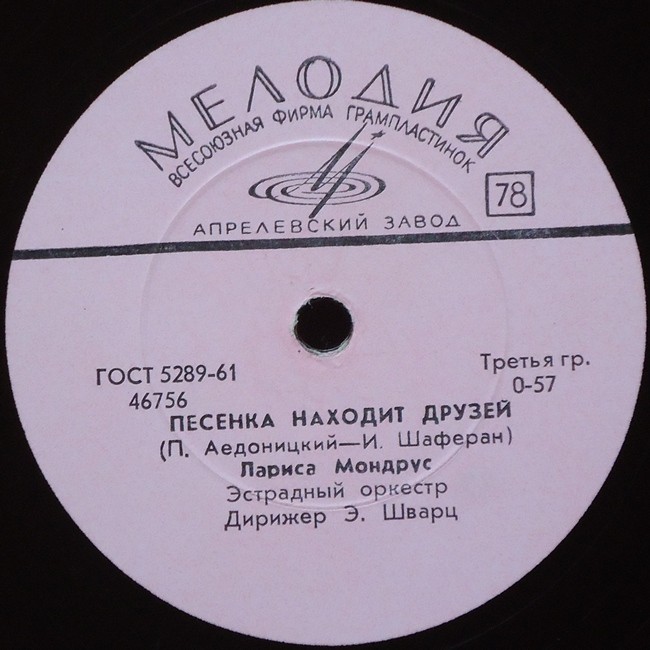 МЕЛОДИЯ
ВСЕСОЮЗНАЯ ФИРМА ГРАМПЛАСТИНОК
78
АПРЕЛЕВСКИЙ ЗАВОД
ГОСТ 5289-61
Третья гр.
46756
0-57
ПЕСЕНКА НАХОДИТ ДРУЗЕЙ
(П. Аедоницкий—И. Шаферан)
Лариса Мондрус
Эстрадный оркестр
Дирижер Э. Шварц